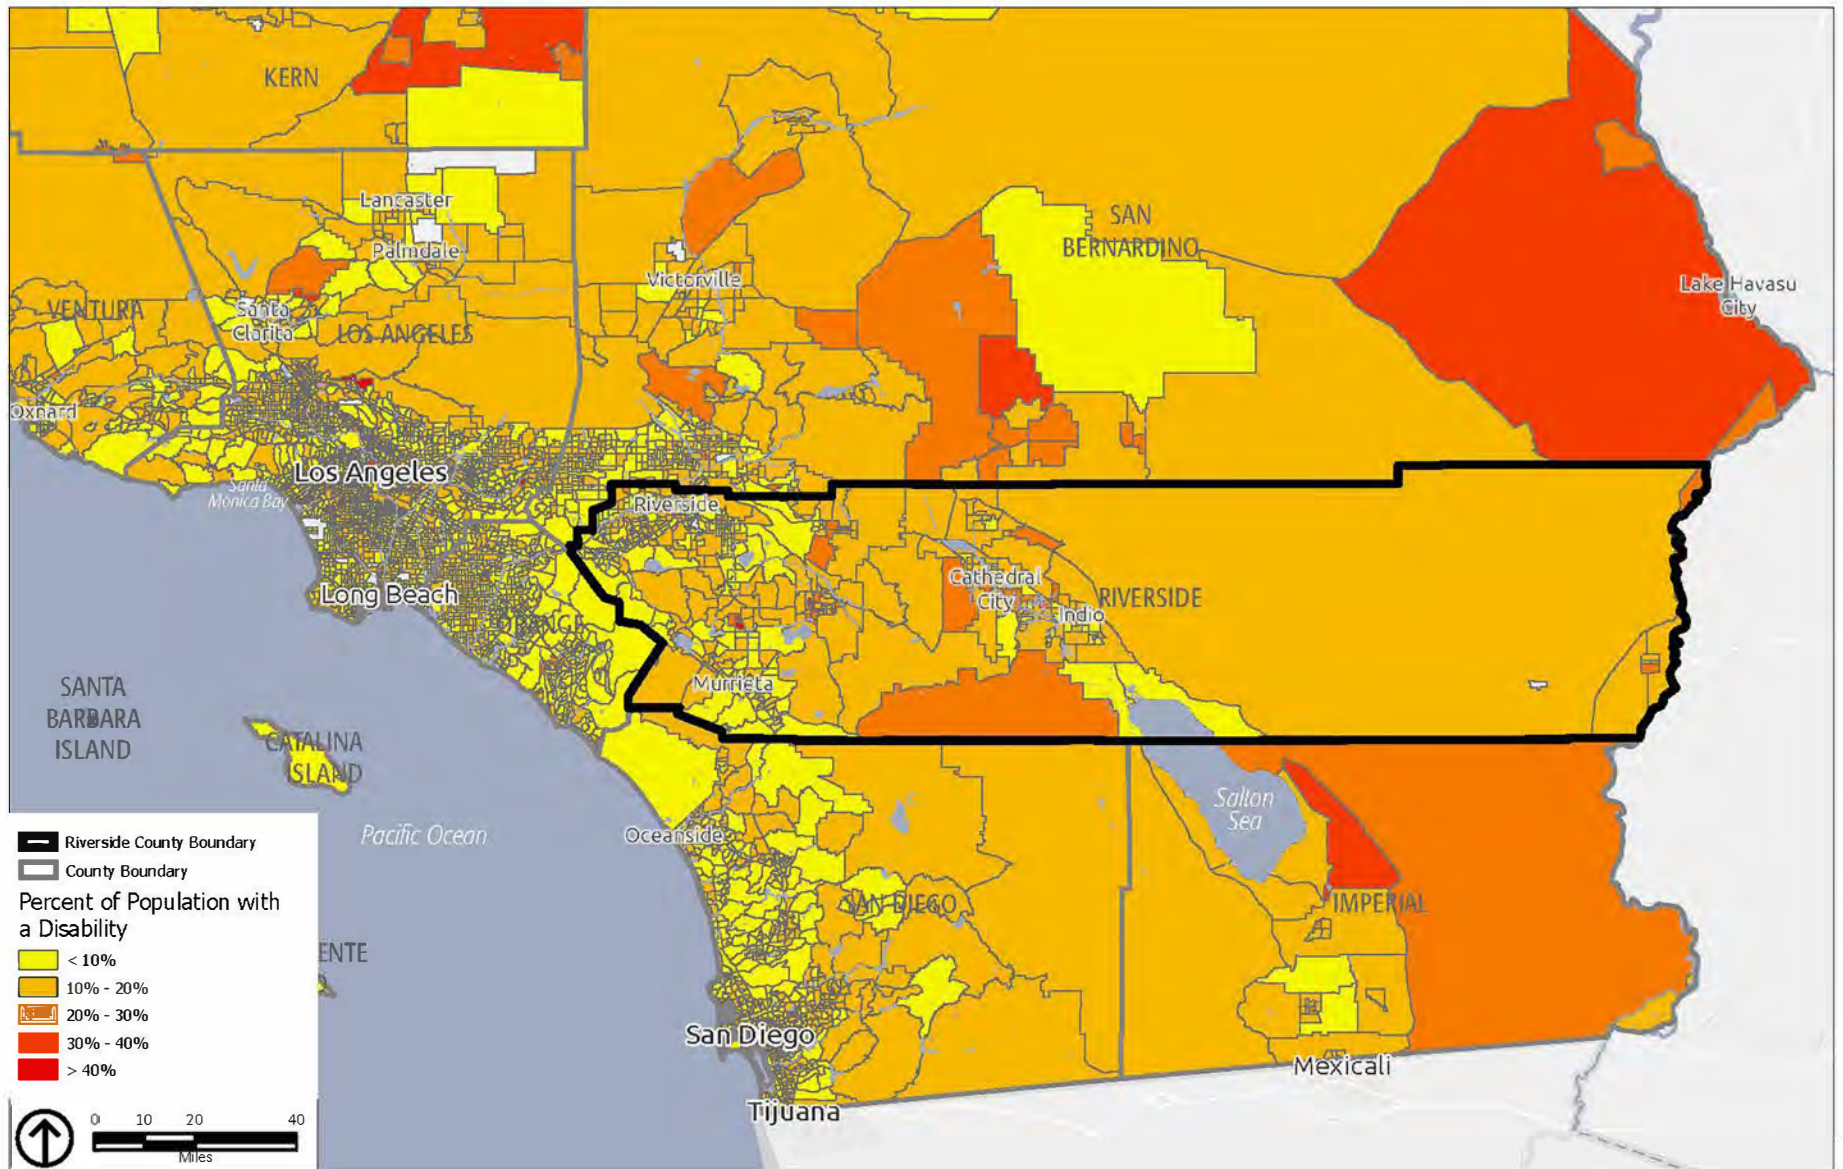 KERN
Lancaster
Palmdale
SAN
BERNARDINO
Victorville
Lake Havasu
City
VENTURA
Santa
Clarita
LOS ANGELES
Oxnard
Los Angeles
Santa
Monica Bay
Riverside
Long Beach
Cathedral
City
Indio
RIVERSIDE
Murrieta
SANTA
BARBARA
ISLAND
CATALINA
ISLAND
Salton
Sea
Pacific Ocean
Oceanside
SAN DIEGO
IMPERIAL
ENTE
San Diego
Mexicali
Tijuana
Riverside County Boundary
County Boundary
Percent of Population with
a Disability
< 10%
10% - 20%
20% - 30%
30% - 40%
> 40%
0 10 20 40
Miles